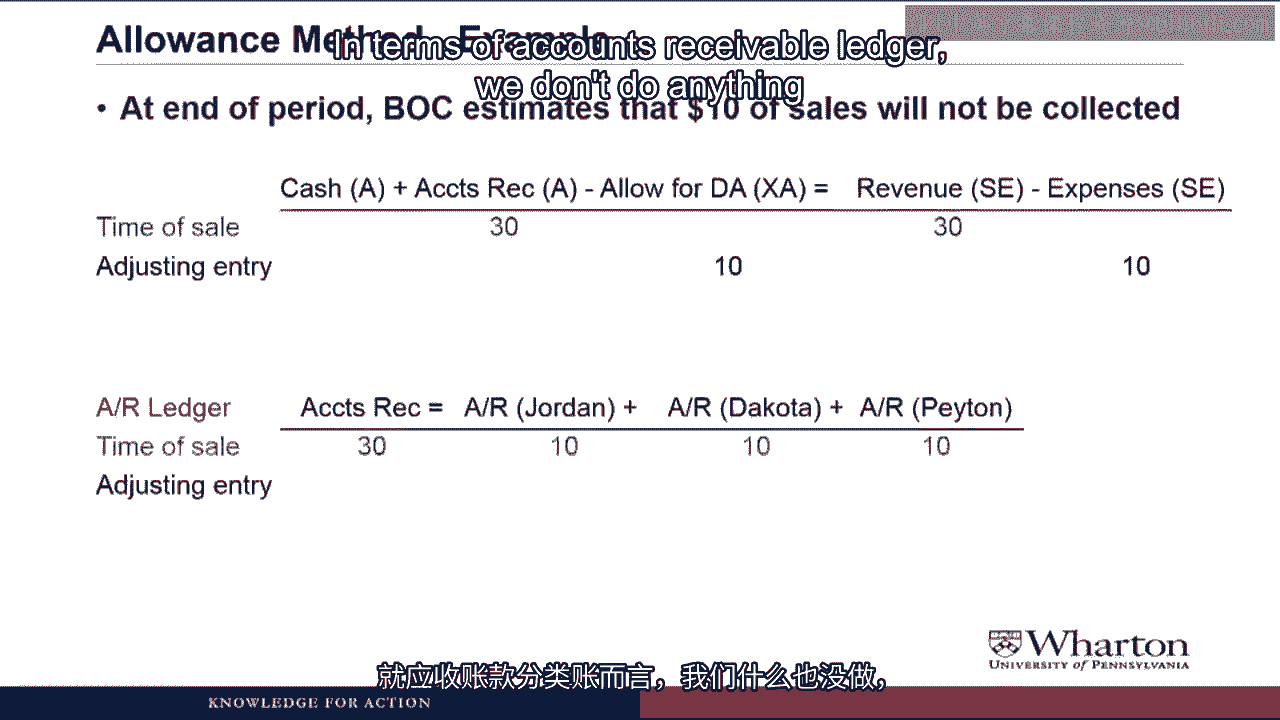 Allowance Method - Example
In terms of accounts receivable ledger,
we don't do anything
• At end of period, BOC estimates that $10 of sales will not be collected
Cash (A) + Accts Rec (A) - Allow for DA (XA) = Revenue (SE) - Expenses (SE)
Time of sale 30 30
Adjusting entry 10 10
A/R Ledger Accts Rec = A/R (Jordan) + A/R (Dakota) + A/R (Peyton)
Time of sale 30 10 10 10
Adjusting entry
Wharton
UNIVERSITY of PENNSYLVANIA
就应收账款分类账而言，我们什么也没做，
KNOWLEDGE FOR ACTION